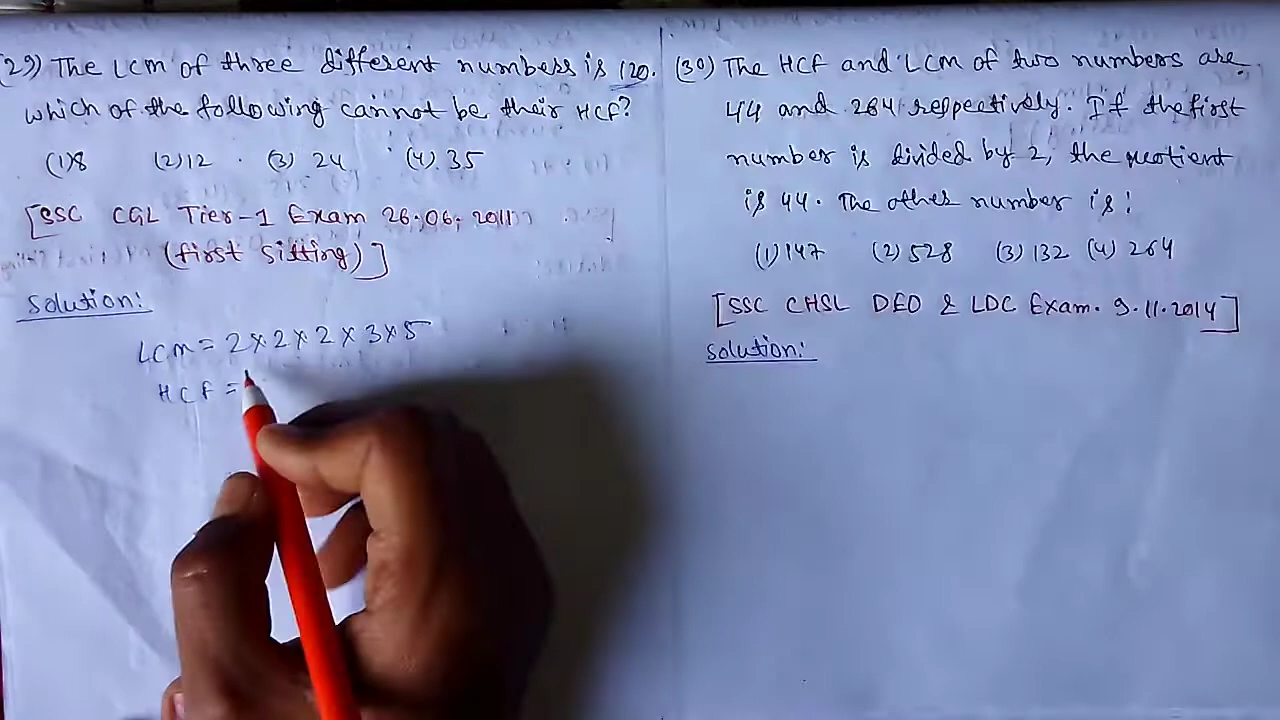 (29) The LCM of three different numbers is 120.
which of the following cannot be their HCF?
(1) 8 (2) 12 (3) 24 (4) 35
[SSC CGL Tier-1 Exam 26.06.2011
(first sitting)]
Solution:
LCM = 2×2×2×3×5
HCF =
(30) The HCF and LCM of two numbers are
44 and 264 respectively. If the first
number is divided by 2, the quotient
is 44. The other number is:
(1) 147 (2) 528 (3) 132 (4) 264
[SSC CHSL DEO & LDC Exam. 9.11.2014]
Solution: